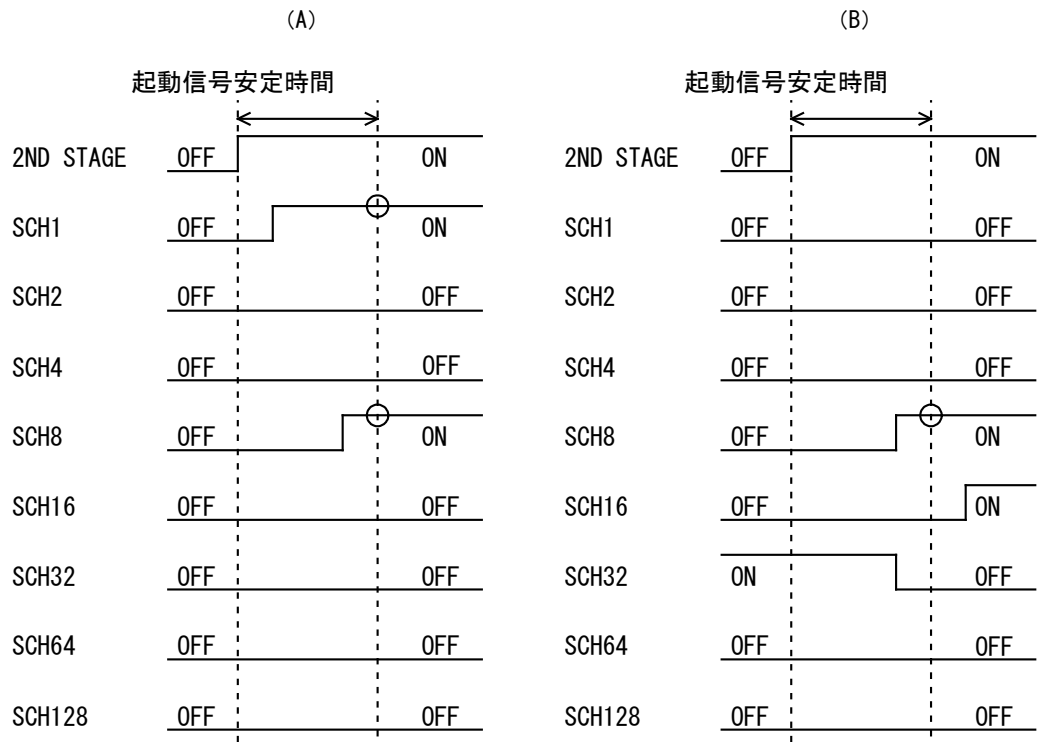 (A)
起動信号安定時間
2ND STAGE OFF ON
SCH1 OFF ON
SCH2 OFF OFF
SCH4 OFF OFF
SCH8 OFF ON
SCH16 OFF OFF
SCH32 OFF OFF
SCH64 OFF OFF
SCH128 OFF OFF
(B)
起動信号安定時間
2ND STAGE OFF ON
SCH1 OFF OFF
SCH2 OFF OFF
SCH4 OFF OFF
SCH8 OFF ON
SCH16 OFF ON
SCH32 ON OFF
SCH64 OFF OFF
SCH128 OFF OFF